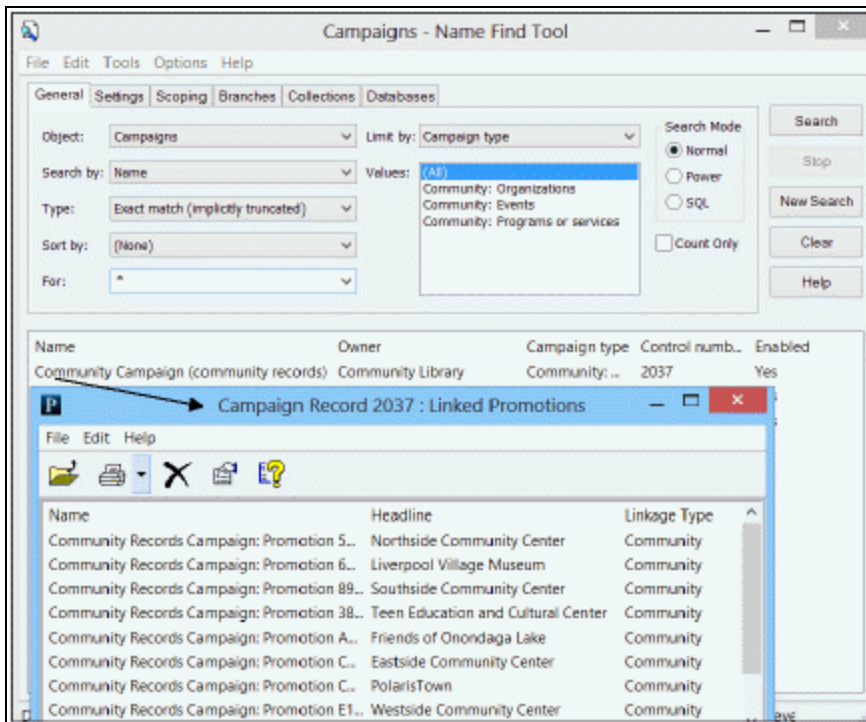 Campaigns - Name Find Tool
File Edit Tools Options Help
General Settings Scoping Branches Collections Databases
Object: Campaigns Limit by: Campaign type Search Mode Search
Normal
Search by: Name Values: (All) Power Stop
Community: Organizations
Type: Exact match (implicitly truncated) Community: Events SQL New Search
Community: Programs or services
Sort by: (None) Count Only Clear
For: * Help
Name Owner Campaign type Control numb... Enabled
Community Campaign (community records) Community Library Community: ... 2037 Yes
P Campaign Record 2037 : Linked Promotions
File Edit Help
Name Headline Linkage Type
Community Records Campaign: Promotion 5... Northside Community Center Community
Community Records Campaign: Promotion 6... Liverpool Village Museum Community
Community Records Campaign: Promotion 89... Southside Community Center Community
Community Records Campaign: Promotion 38... Teen Education and Cultural Center Community
Community Records Campaign: Promotion A... Friends of Onondaga Lake Community
Community Records Campaign: Promotion C... Eastside Community Center Community
Community Records Campaign: Promotion C... PolarisTown Community
Community Records Campaign: Promotion E1... Westside Community Center Community